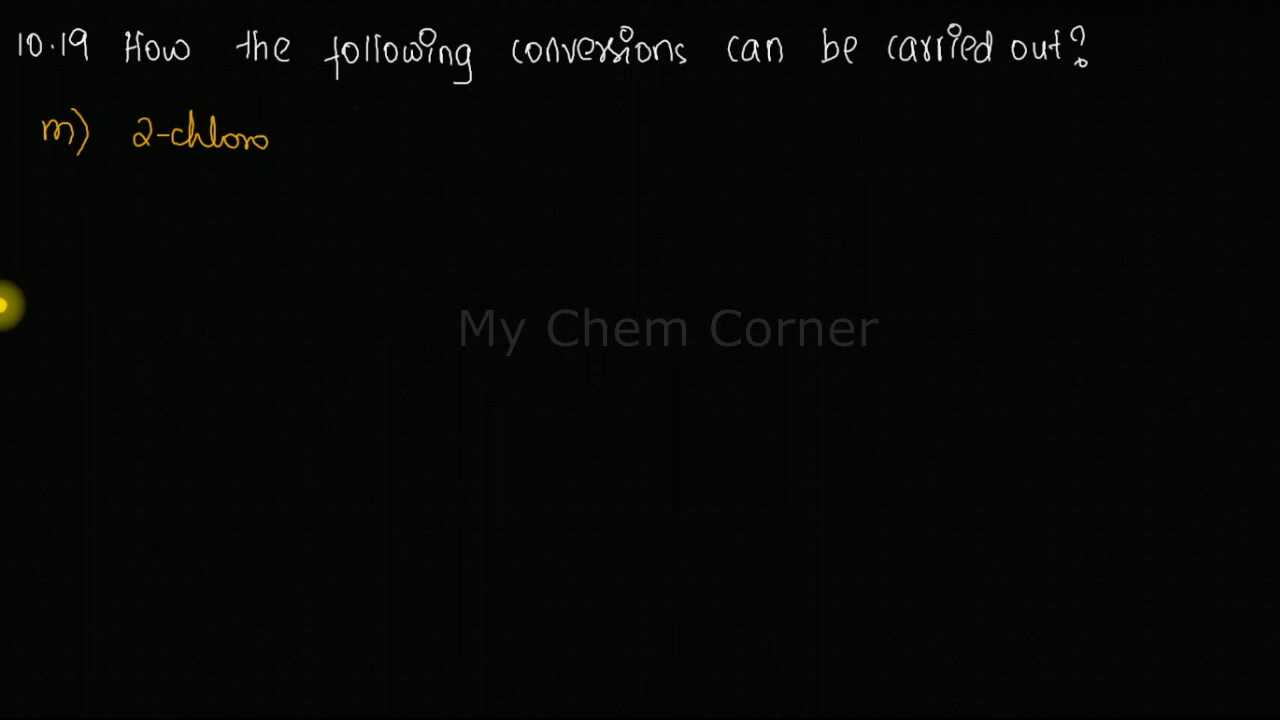 10.19 How the following conversions can be carried out?
m) 2-chloro
My Chem Corner